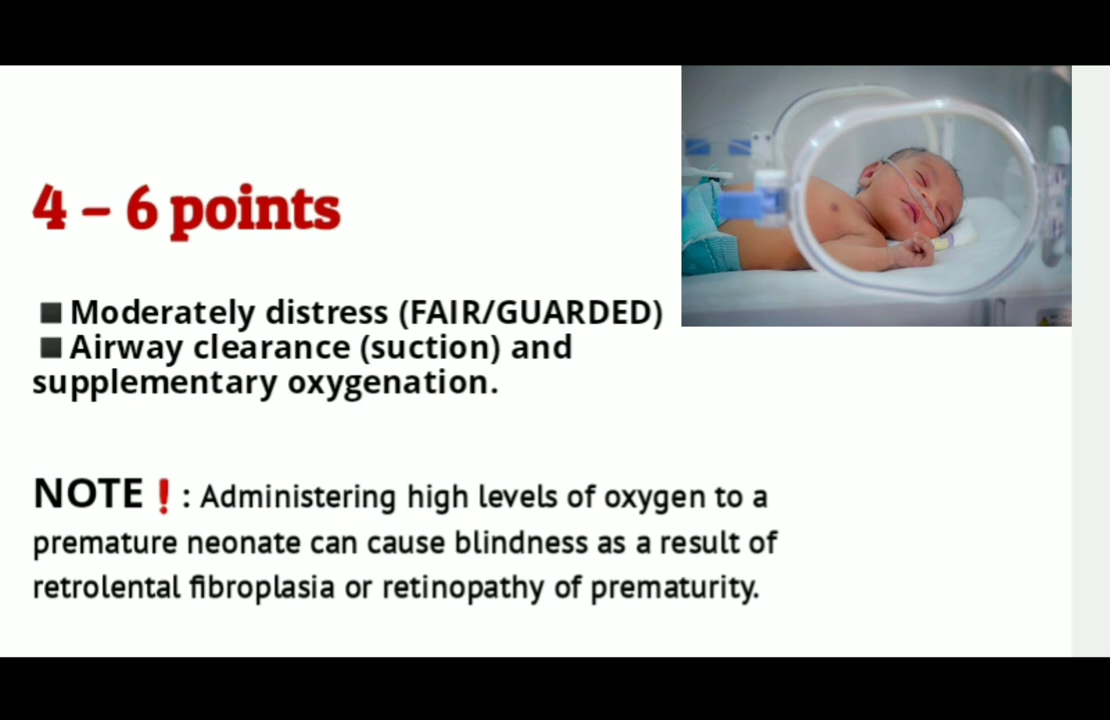 4 – 6 points
◾Moderately distress (FAIR/GUARDED)
◾Airway clearance (suction) and
supplementary oxygenation.
NOTE❗: Administering high levels of oxygen to a
premature neonate can cause blindness as a result of
retrolental fibroplasia or retinopathy of prematurity.